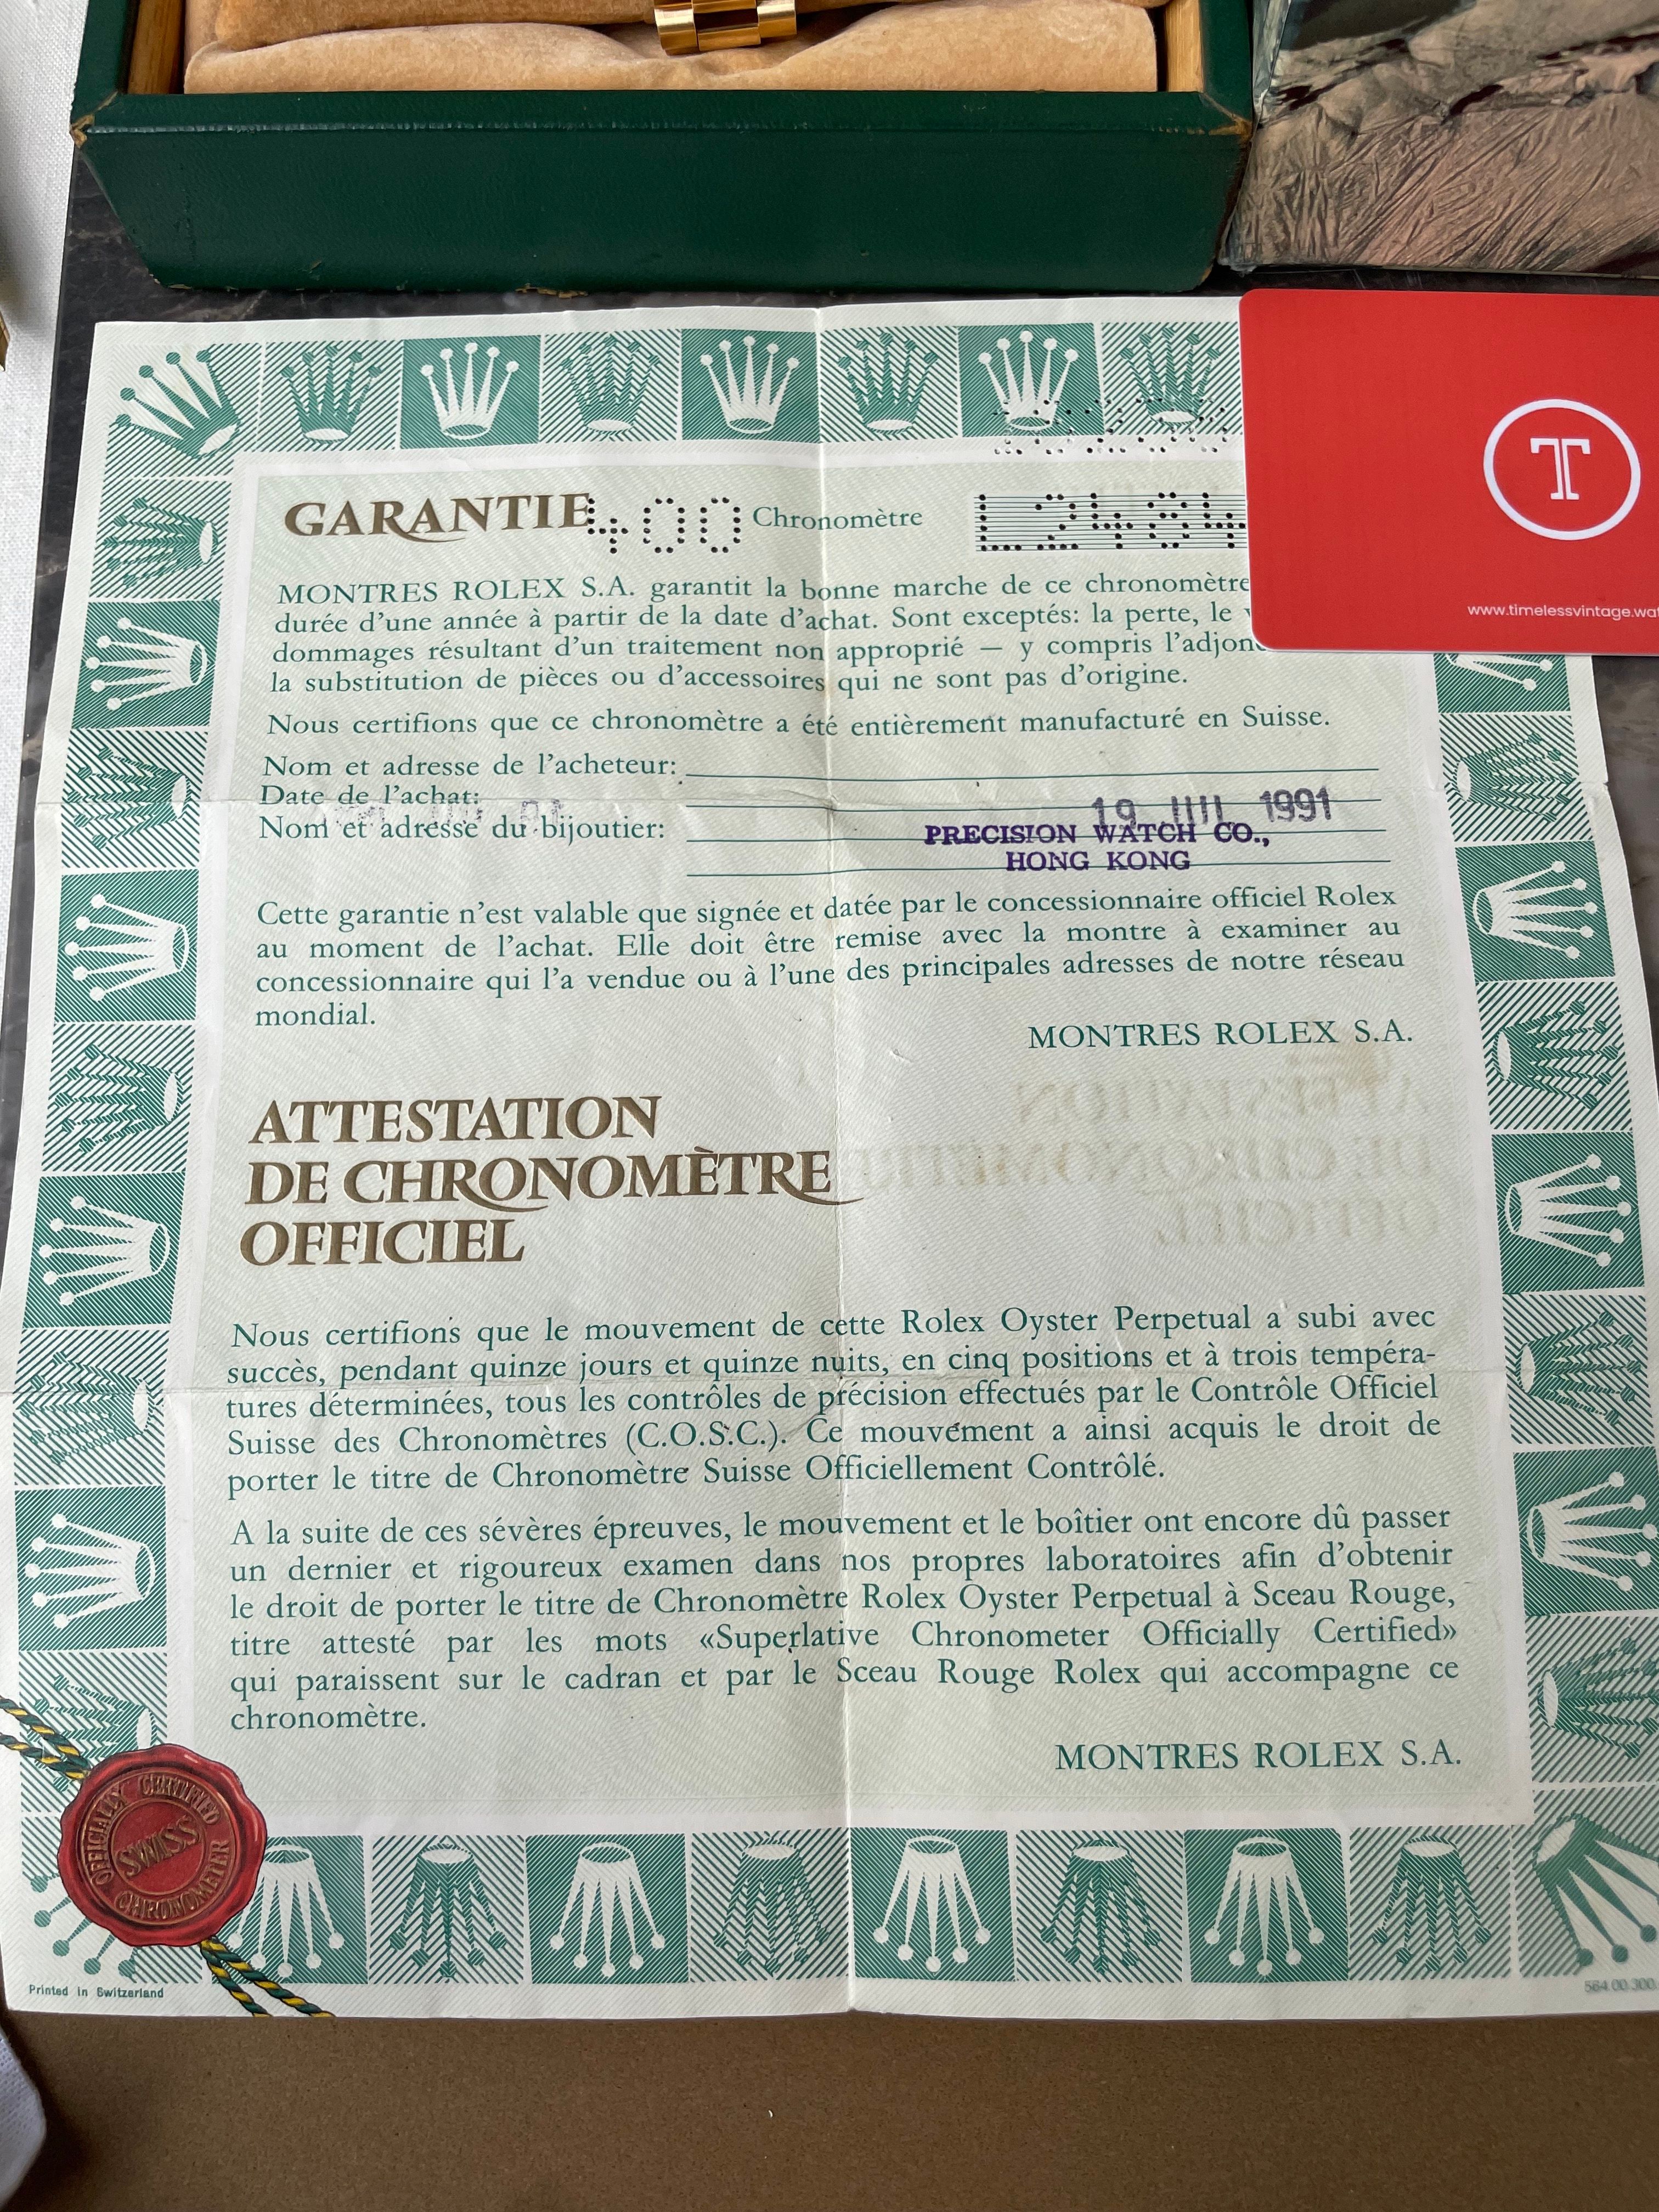 GARANTIE 400 Chronomètre L2484
MONTRES ROLEX S.A. garantit la bonne marche de ce chronomètre
durée d'une année à partir de la date d'achat. Sont exceptés: la perte, le
dommages résultant d'un traitement non approprié — y compris l'adjon
la substitution de pièces ou d'accessoires qui ne sont pas d'origine.
Nous certifions que ce chronomètre a été entièrement manufacturé en Suisse.
Nom et adresse de l'acheteur:
Date de l'achat: 19 JUL 1991
Nom et adresse du bijoutier: PRECISION WATCH CO.,
HONG KONG
Cette garantie n'est valable que signée et datée par le concessionnaire officiel Rolex
au moment de l'achat. Elle doit être remise avec la montre à examiner au
concessionnaire qui l'a vendue ou à l'une des principales adresses de notre réseau
mondial.
MONTRES ROLEX S.A.
ATTESTATION
DE CHRONOMÈTRE
OFFICIEL
Nous certifions que le mouvement de cette Rolex Oyster Perpetual a subi avec
succès, pendant quinze jours et quinze nuits, en cinq positions et à trois tempéra-
tures déterminées, tous les contrôles de précision effectués par le Contrôle Officiel
Suisse des Chronomètres (C.O.S.C.). Ce mouvement a ainsi acquis le droit de
porter le titre de Chronomètre Suisse Officiellement Contrôlé.
A la suite de ces sévères épreuves, le mouvement et le boîtier ont encore dû passer
un dernier et rigoureux examen dans nos propres laboratoires afin d'obtenir
le droit de porter le titre de Chronomètre Rolex Oyster Perpetual à Sceau Rouge,
titre attesté par les mots «Superlative Chronometer Officially Certified»
qui paraissent sur le cadran et par le Sceau Rouge Rolex qui accompagne ce
chronomètre.
MONTRES ROLEX S.A.
OFFICIALLY CERTIFIED
SWISS
CHRONOMETER
Printed in Switzerland
564.00.300.
T
www.timelessvintage.wat